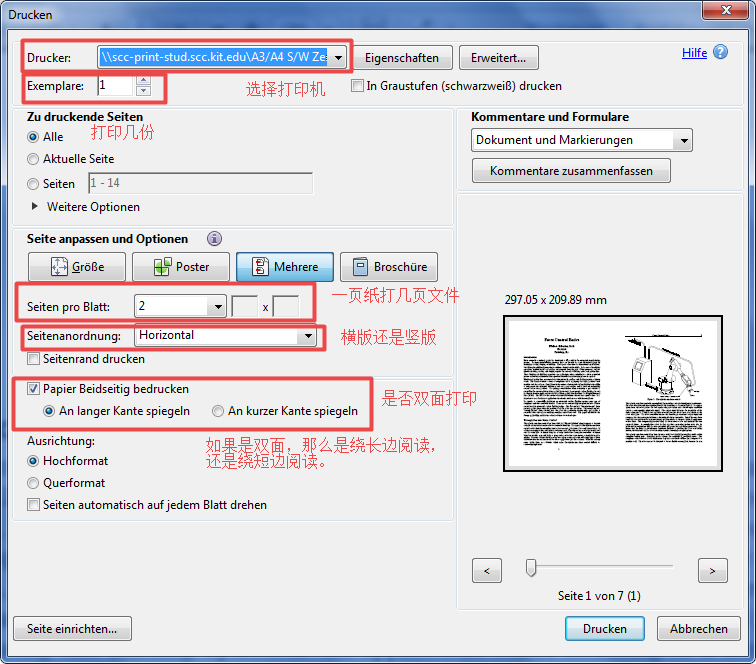 Drucken
Drucker:
\\scc-print-stud.scc.kit.edu\A3/A4 S/W Ze
Eigenschaften
Erweitert...
Hilfe
Exemplare:
1
选择打印机
In Graustufen (schwarzweiß) drucken
Zu druckende Seiten
打印几份
Alle
Aktuelle Seite
Seiten
1 - 14
Weitere Optionen
Kommentare und Formulare
Dokument und Markierungen
Kommentare zusammenfassen
Seite anpassen und Optionen
Größe
Poster
Mehrere
Broschüre
Seiten pro Blatt:
2
x
一页纸打几页文件
Seitenanordnung:
Horizontal
横版还是竖版
Seitenrand drucken
Papier Beidseitig bedrucken
是否双面打印
An langer Kante spiegeln
An kurzer Kante spiegeln
Ausrichtung:
如果是双面，那么是绕长边阅读，
还是绕短边阅读。
Hochformat
Querformat
Seiten automatisch auf jedem Blatt drehen
297.05 x 209.89 mm
Force Control Basics
<
>
Seite 1 von 7 (1)
Seite einrichten...
Drucken
Abbrechen